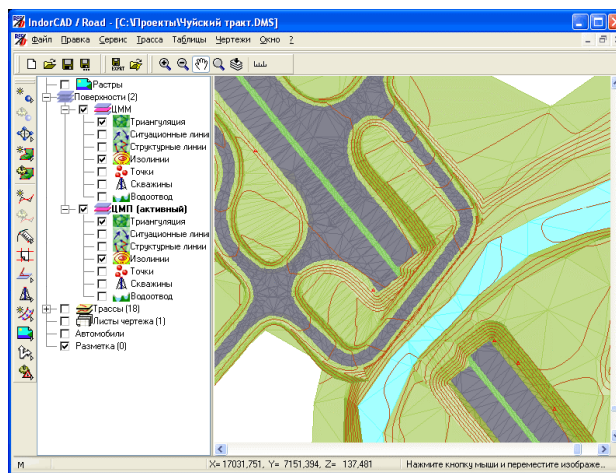 IndorCAD / Road - [C:\Проекты\Чуйский тракт.DMS]
Файл Правка Сервис Трасса Таблицы Чертежи Окно ?
Растры
Поверхности (2)
ЦММ
Триангуляция
Ситуационные линии
Структурные линии
Изолинии
Точки
Скважины
Водоотвод
ЦМП (активный)
Триангуляция
Ситуационные линии
Структурные линии
Изолинии
Точки
Скважины
Водоотвод
Трассы (18)
Листы чертежа (1)
Автомобили
Разметка (0)
М X= 17031,751, Y= 7151,394, Z= 137,481 Нажмите кнопку мыши и переместите изображе...